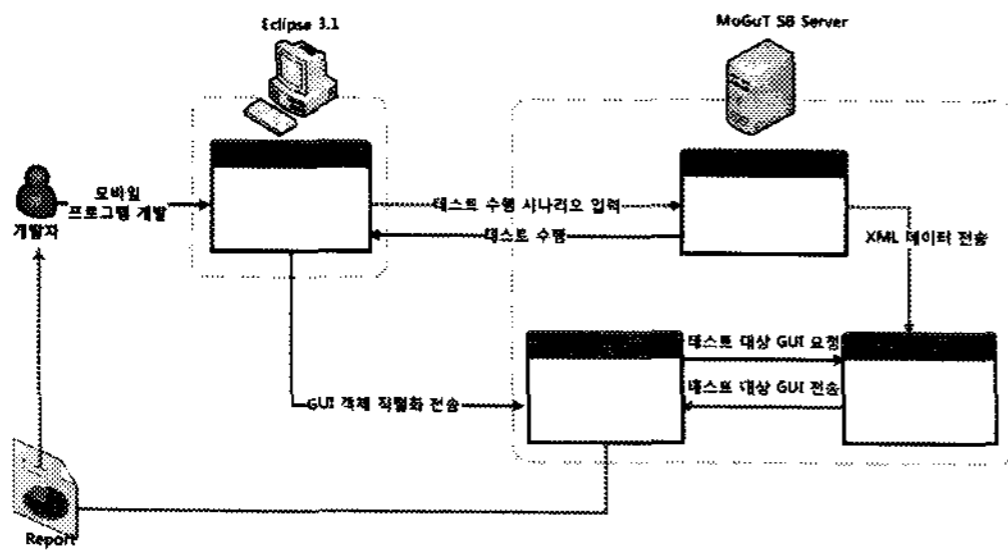 Eclipse 3.1
MoGuT SB Server
모바일
프로그램 개발
개발자
테스트 수행 시나리오 입력
테스트 수행
XML 데이터 전송
테스트 대상 GUI 요청
테스트 대상 GUI 전송
GUI 객체 직렬화 전송
Report